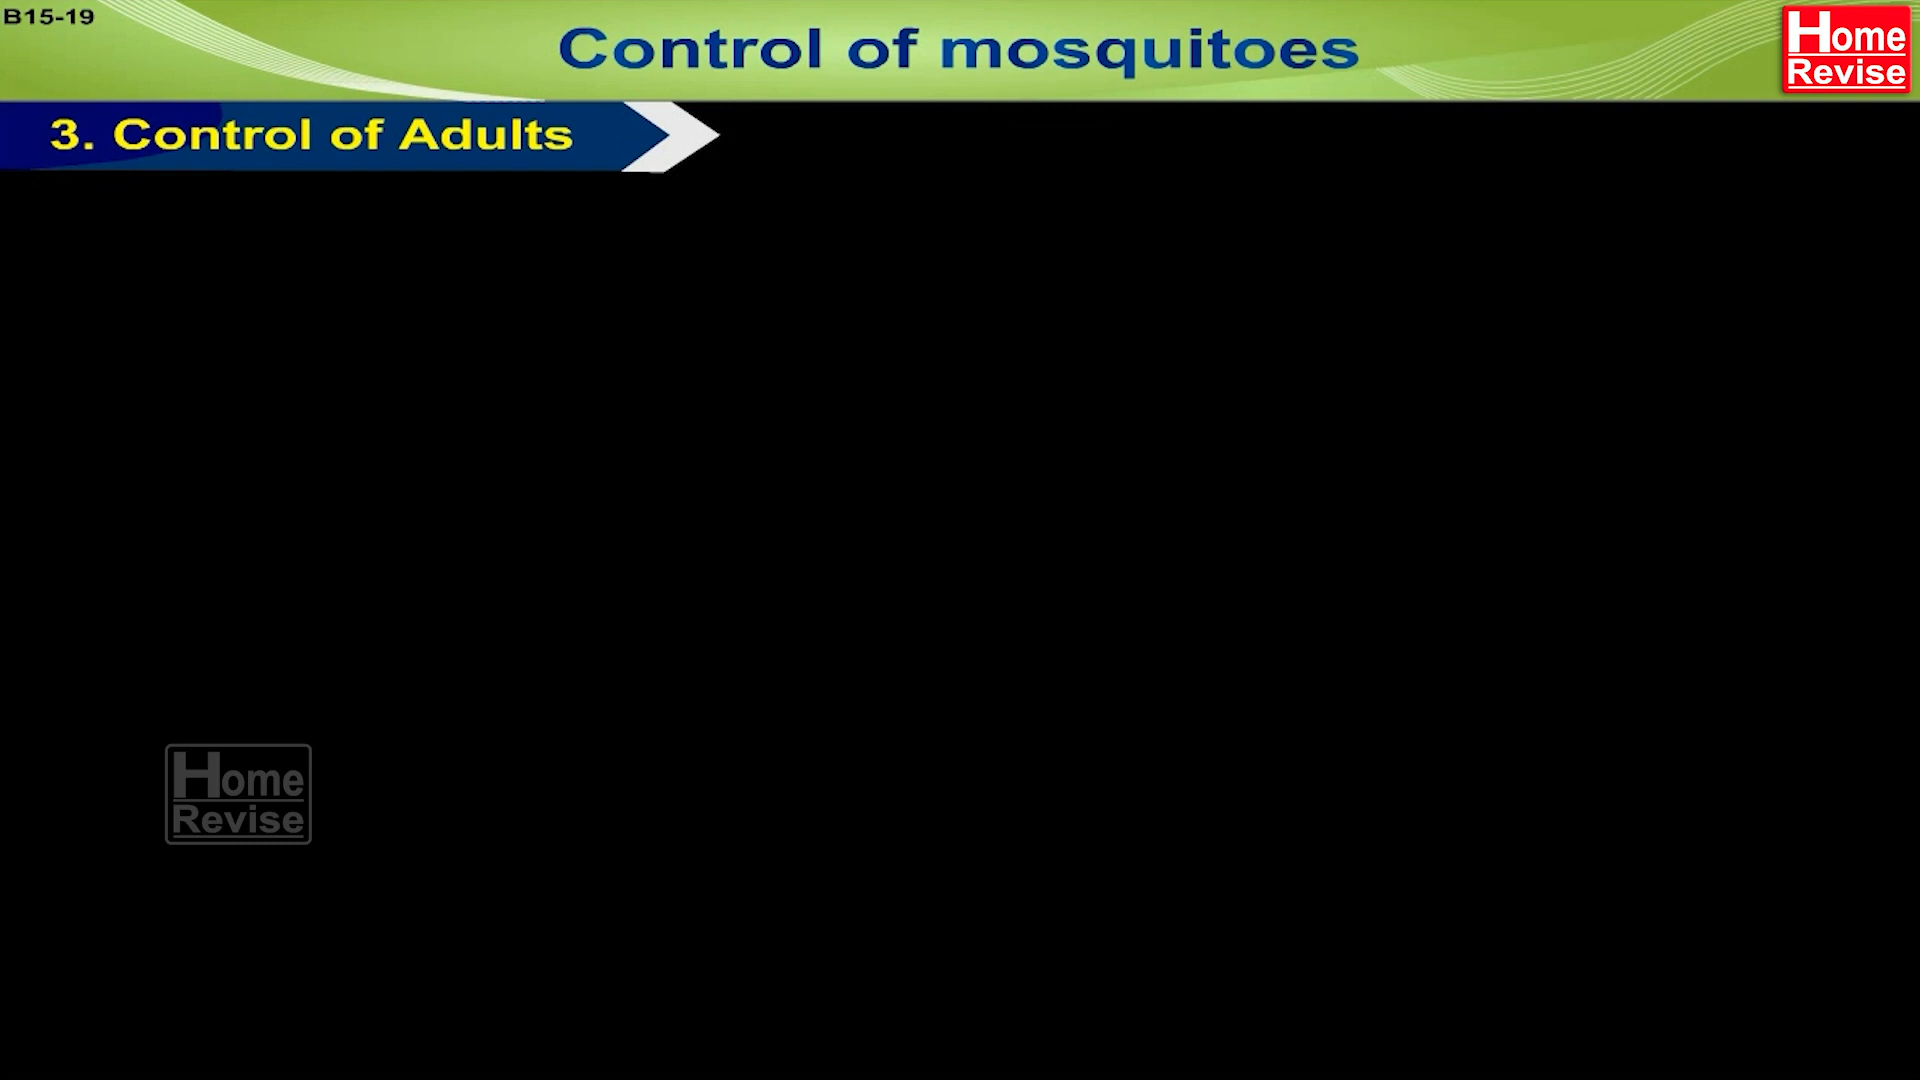 B15-19
Control of mosquitoes
Home
Revise
3. Control of Adults
Home
Revise